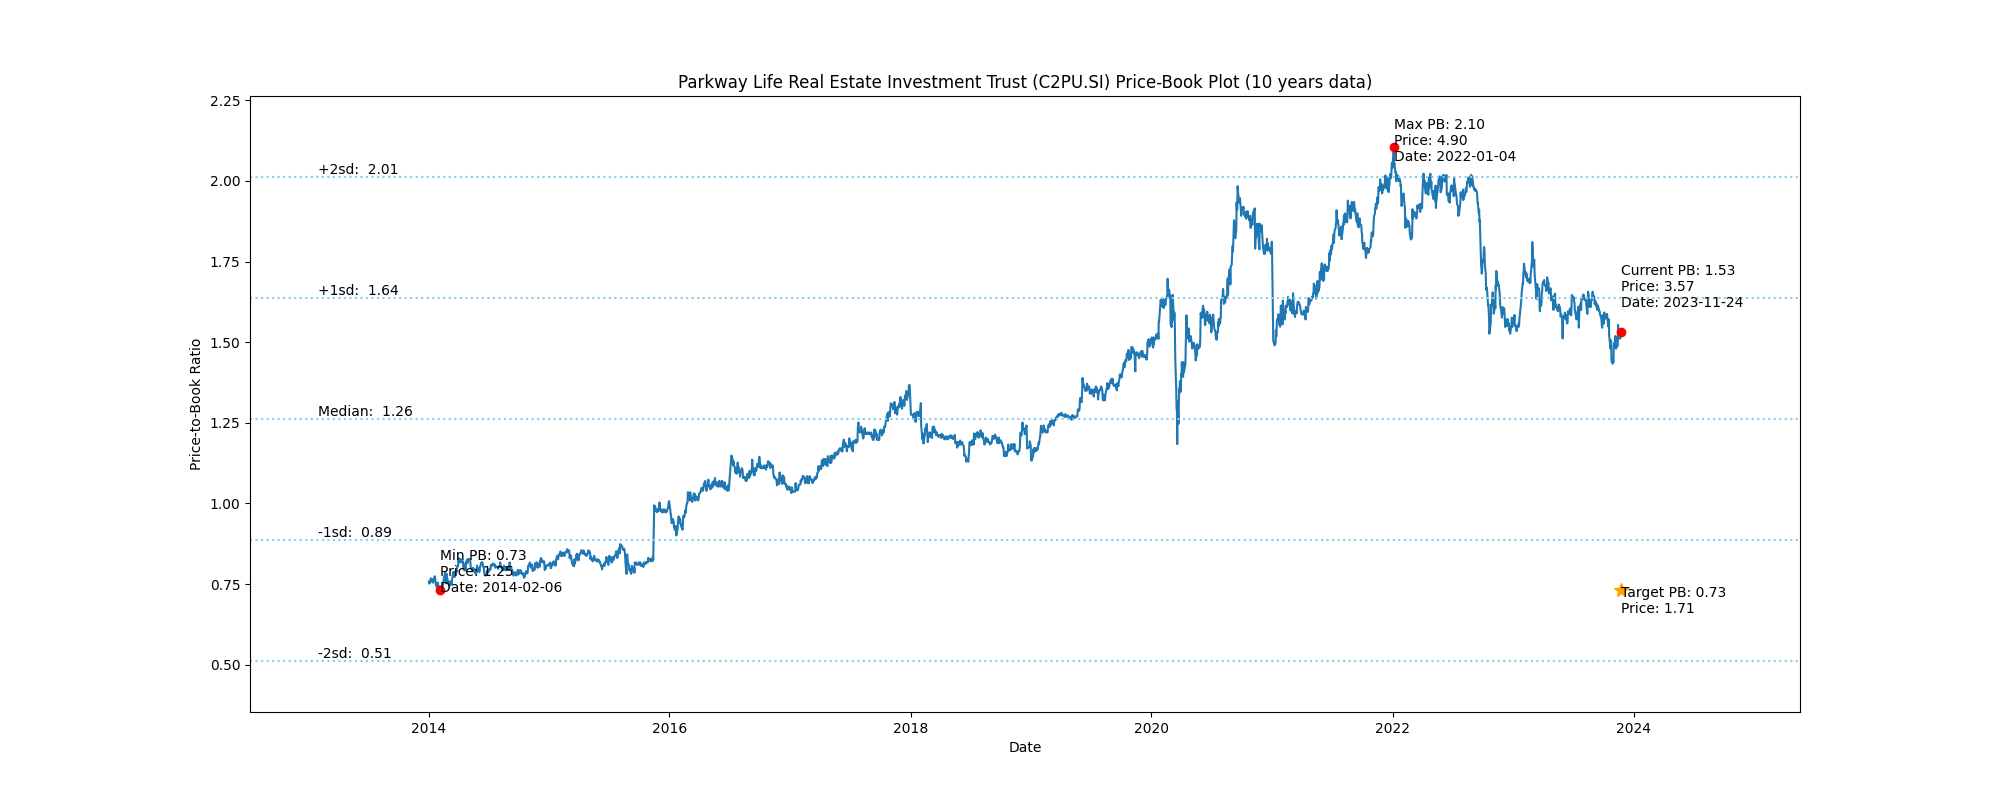 Parkway Life Real Estate Investment Trust (C2PU.SI) Price-Book Plot (10 years data)
2.25
2.00
1.75
1.50
1.25
1.00
0.75
0.50
Price-to-Book Ratio
+2sd: 2.01
+1sd: 1.64
Median: 1.26
-1sd: 0.89
-2sd: 0.51
Min PB: 0.73
Price: 1.25
Date: 2014-02-06
Max PB: 2.10
Price: 4.90
Date: 2022-01-04
Current PB: 1.53
Price: 3.57
Date: 2023-11-24
Target PB: 0.73
Price: 1.71
2014
2016
2018
2020
2022
2024
Date